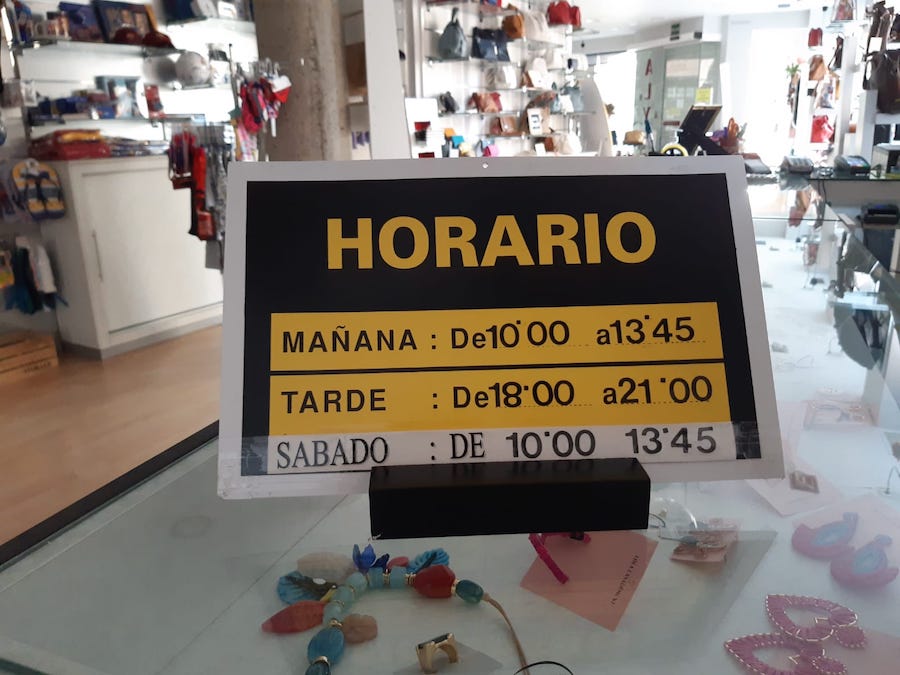 HORARIO
MAÑANA : De10'00 a13'45
TARDE : De18'00 a21'00
SABADO : DE 10'00 13'45